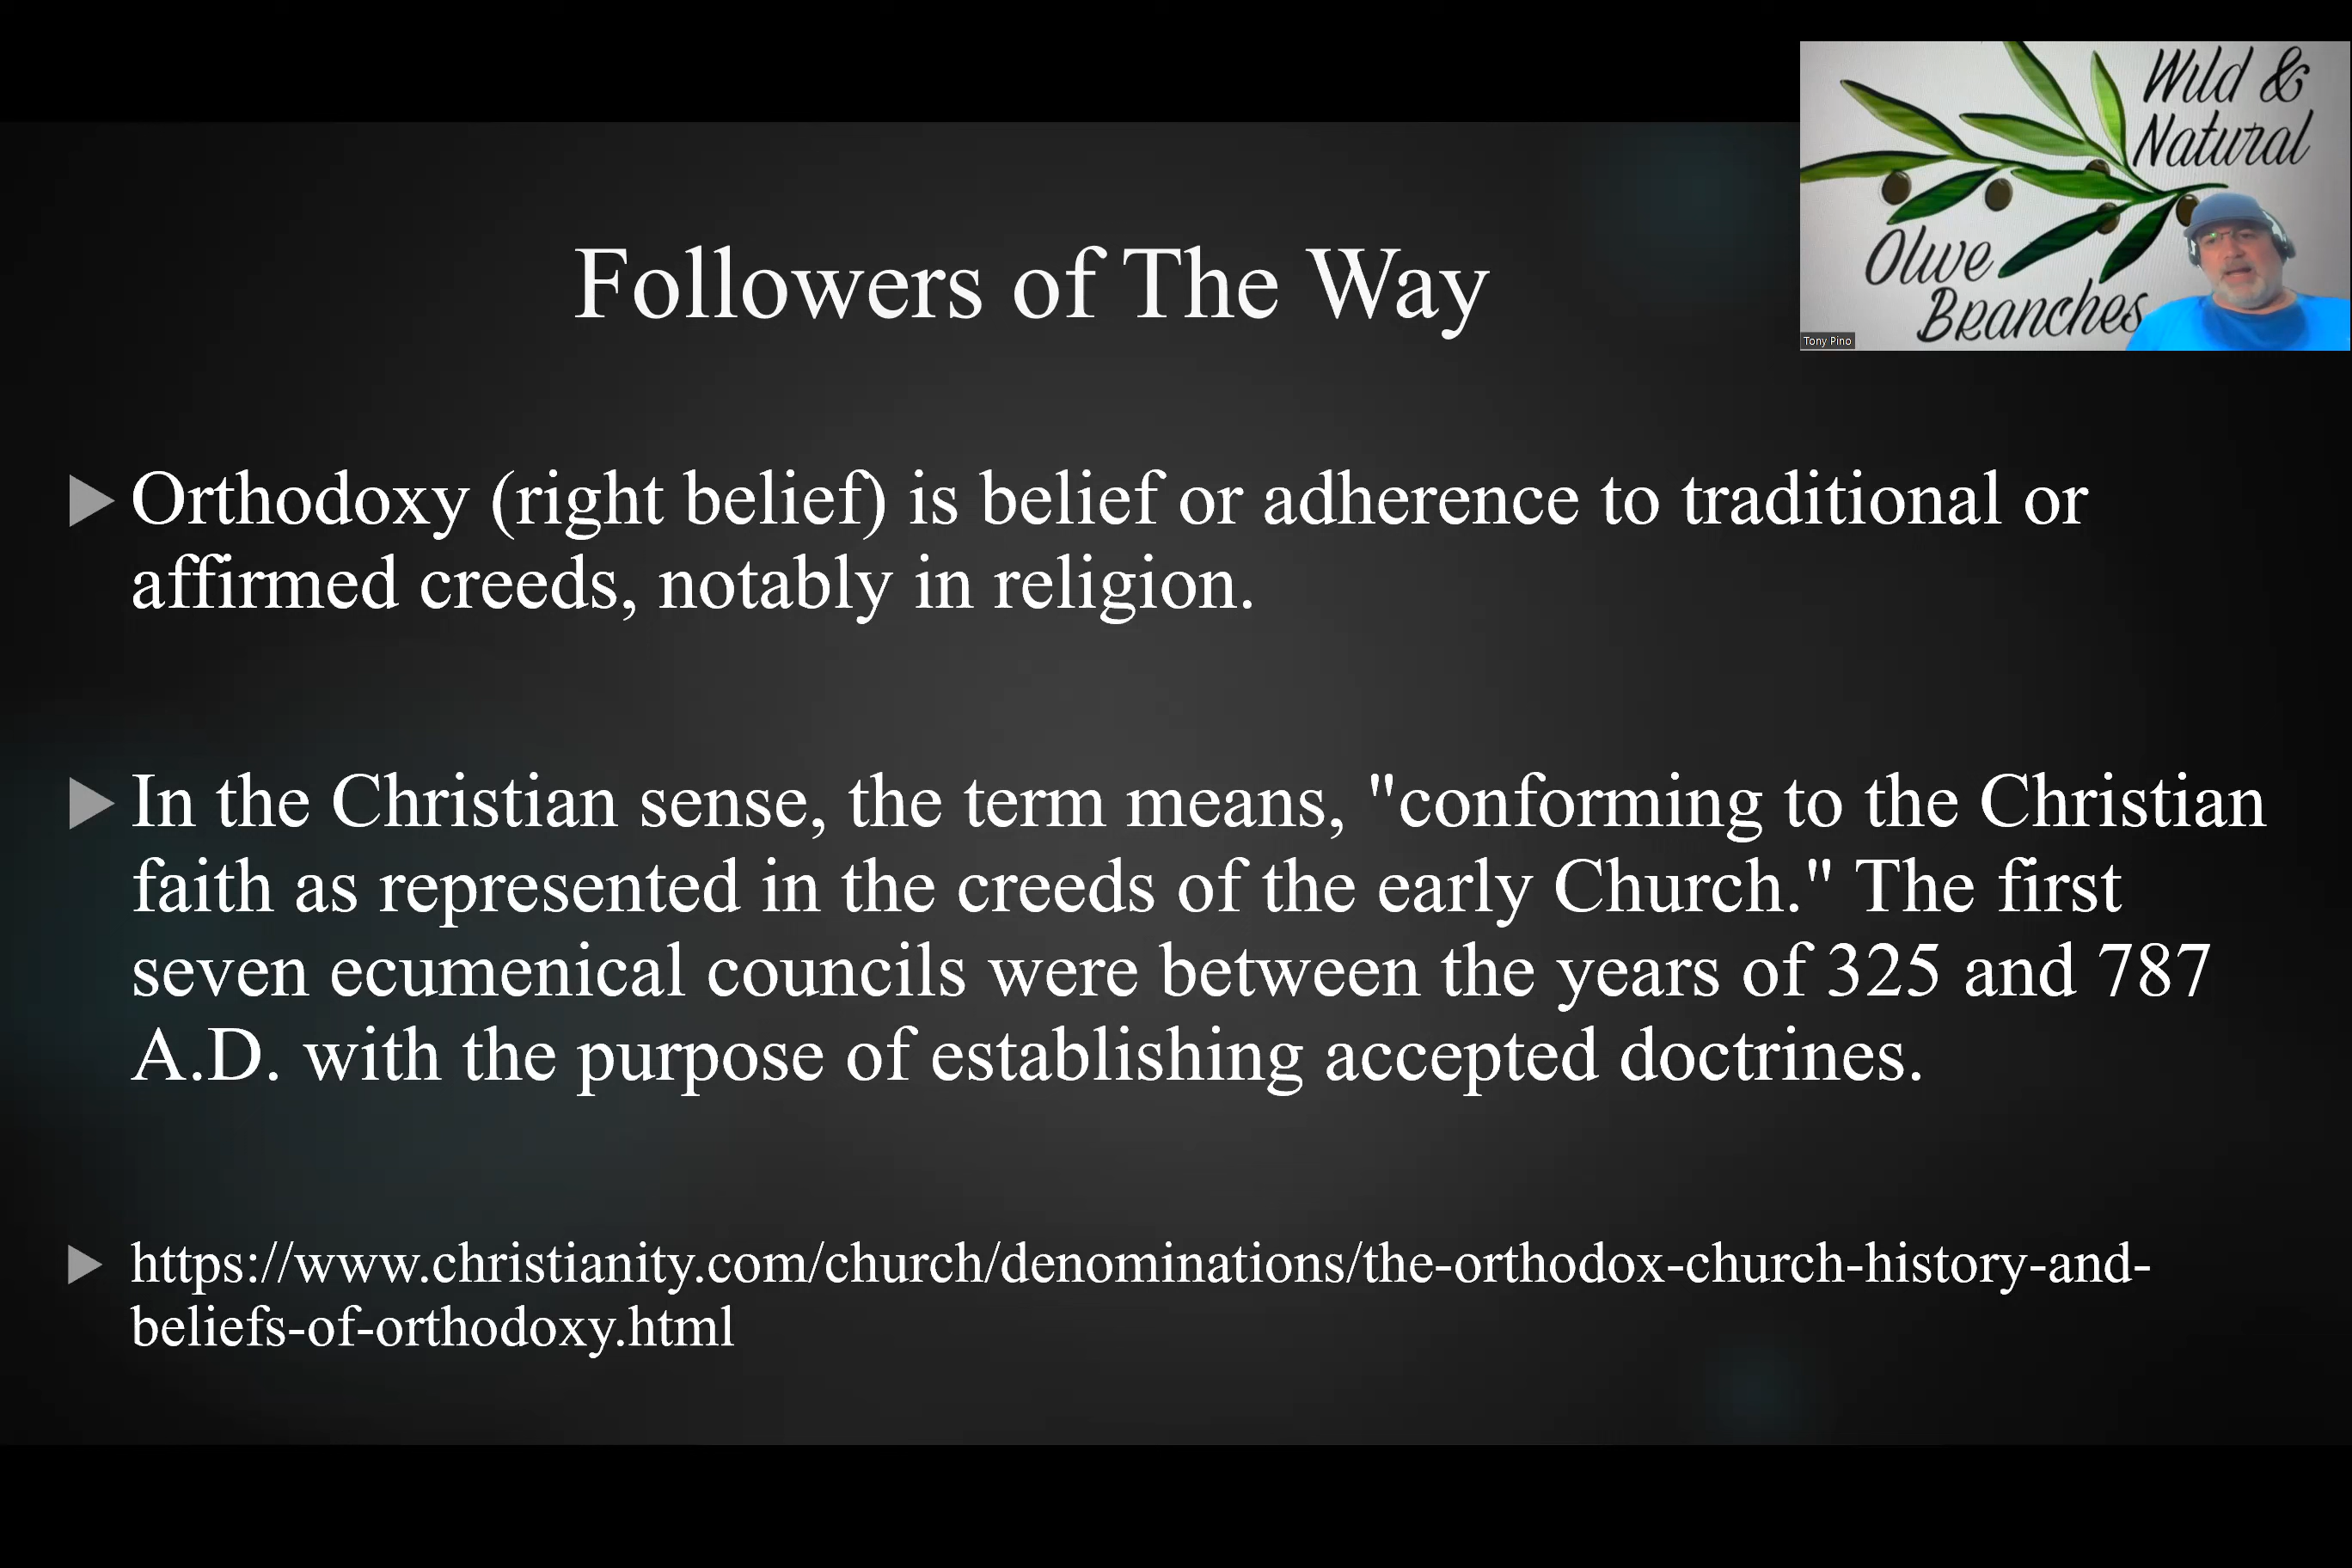 Wild &
Natural
Olive
Branches
Tony Pino
Followers of The Way
Orthodoxy (right belief) is belief or adherence to traditional or
affirmed creeds, notably in religion.
In the Christian sense, the term means, "conforming to the Christian
faith as represented in the creeds of the early Church." The first
seven ecumenical councils were between the years of 325 and 787
A.D. with the purpose of establishing accepted doctrines.
https://www.christianity.com/church/denominations/the-orthodox-church-history-and-
beliefs-of-orthodoxy.html